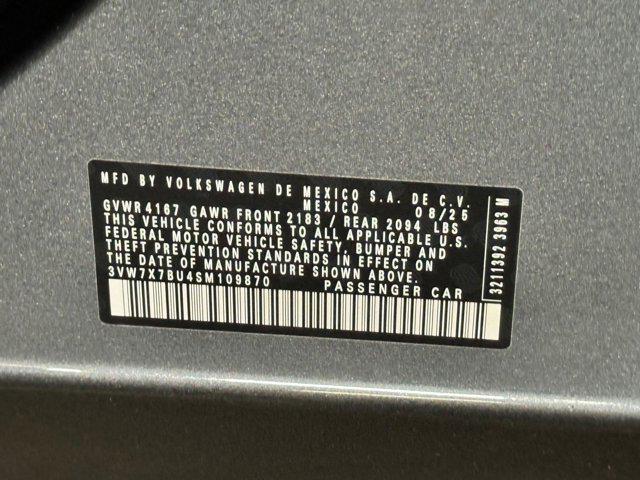 MFD BY VOLKSWAGEN DE MEXICO S.A. DE C.V.
MEXICO 08/25
GVWR 4167 GAWR FRONT 2183 / REAR 2094 LBS
THIS VEHICLE CONFORMS TO ALL APPLICABLE U.S.
FEDERAL MOTOR VEHICLE SAFETY, BUMPER AND
THEFT PREVENTION STANDARDS IN EFFECT ON THE
DATE OF MANUFACTURE SHOWN ABOVE.
3VW7X7BU4SM109870 PASSENGER CAR
3211392 3963 M